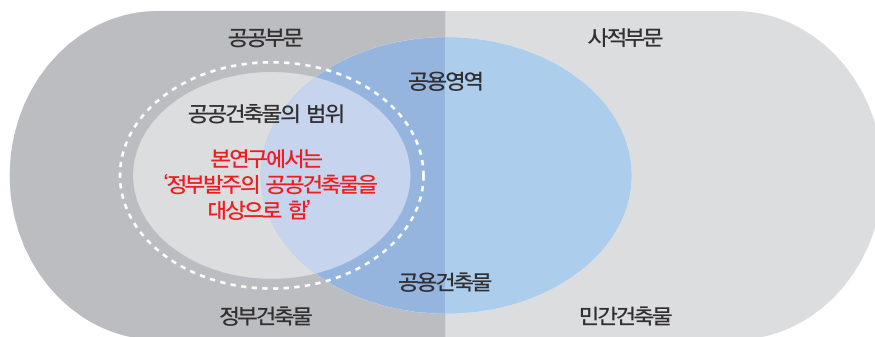 공공부문
사적부문
공용영역
공공건축물의 범위
본연구에서는
‘정부발주의 공공건축물을
대상으로 함’
공용건축물
정부건축물
민간건축물